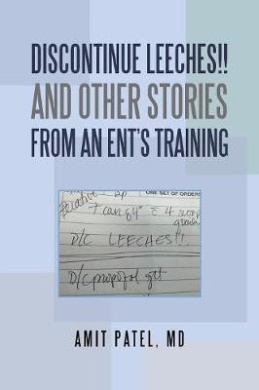 DISCONTINUE LEECHES!!
AND OTHER STORIES
FROM AN ENT'S TRAINING
ONE SET OF ORDERS
D/C LEECHES!!
D/C propofol gtt
AMIT PATEL, MD